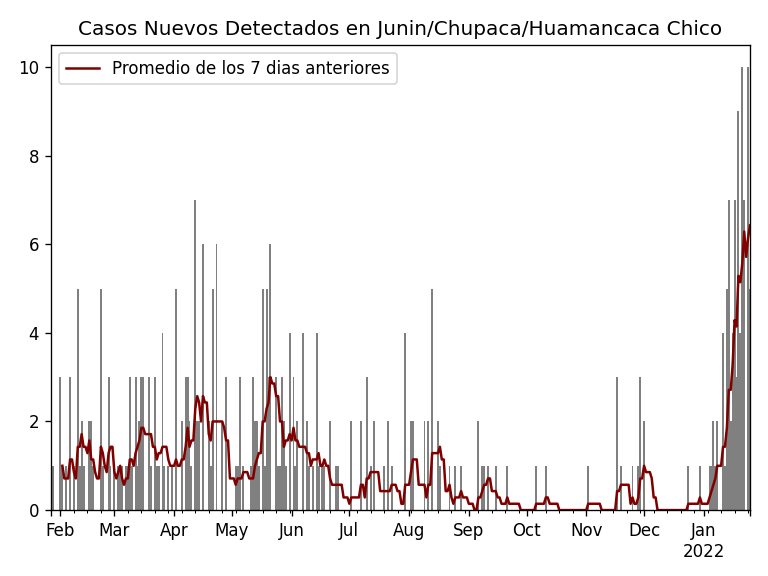 Casos Nuevos Detectados en Junin/Chupaca/Huamancaca Chico
Promedio de los 7 dias anteriores
10
8
6
4
2
0
Feb Mar Apr May Jun Jul Aug Sep Oct Nov Dec Jan
2022